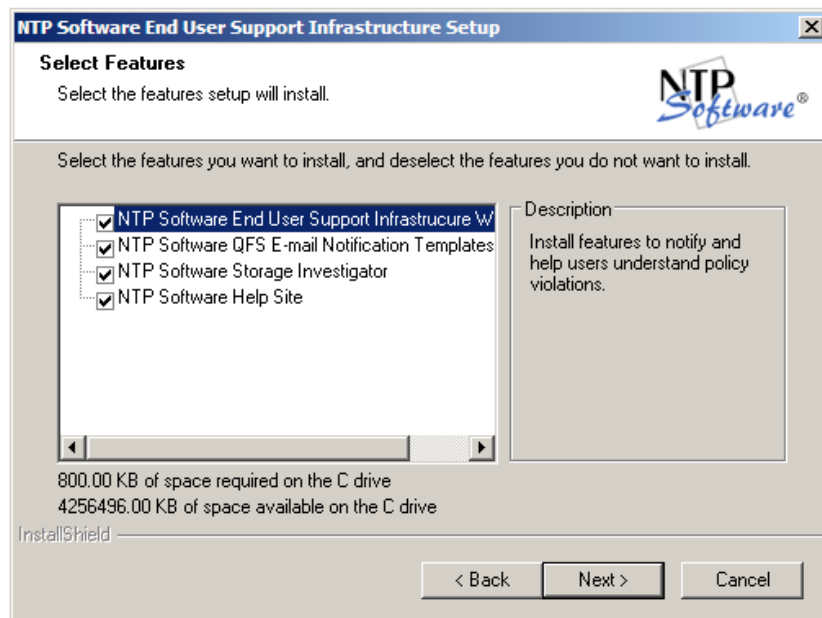 NTP Software End User Support Infrastructure Setup
Select Features
Select the features setup will install.
NTP
Software®
Select the features you want to install, and deselect the features you do not want to install.
NTP Software End User Support Infrastrucure W
NTP Software QFS E-mail Notification Templates
NTP Software Storage Investigator
NTP Software Help Site
Description
Install features to notify and
help users understand policy
violations.
800.00 KB of space required on the C drive
4256496.00 KB of space available on the C drive
InstallShield
< Back
Next >
Cancel